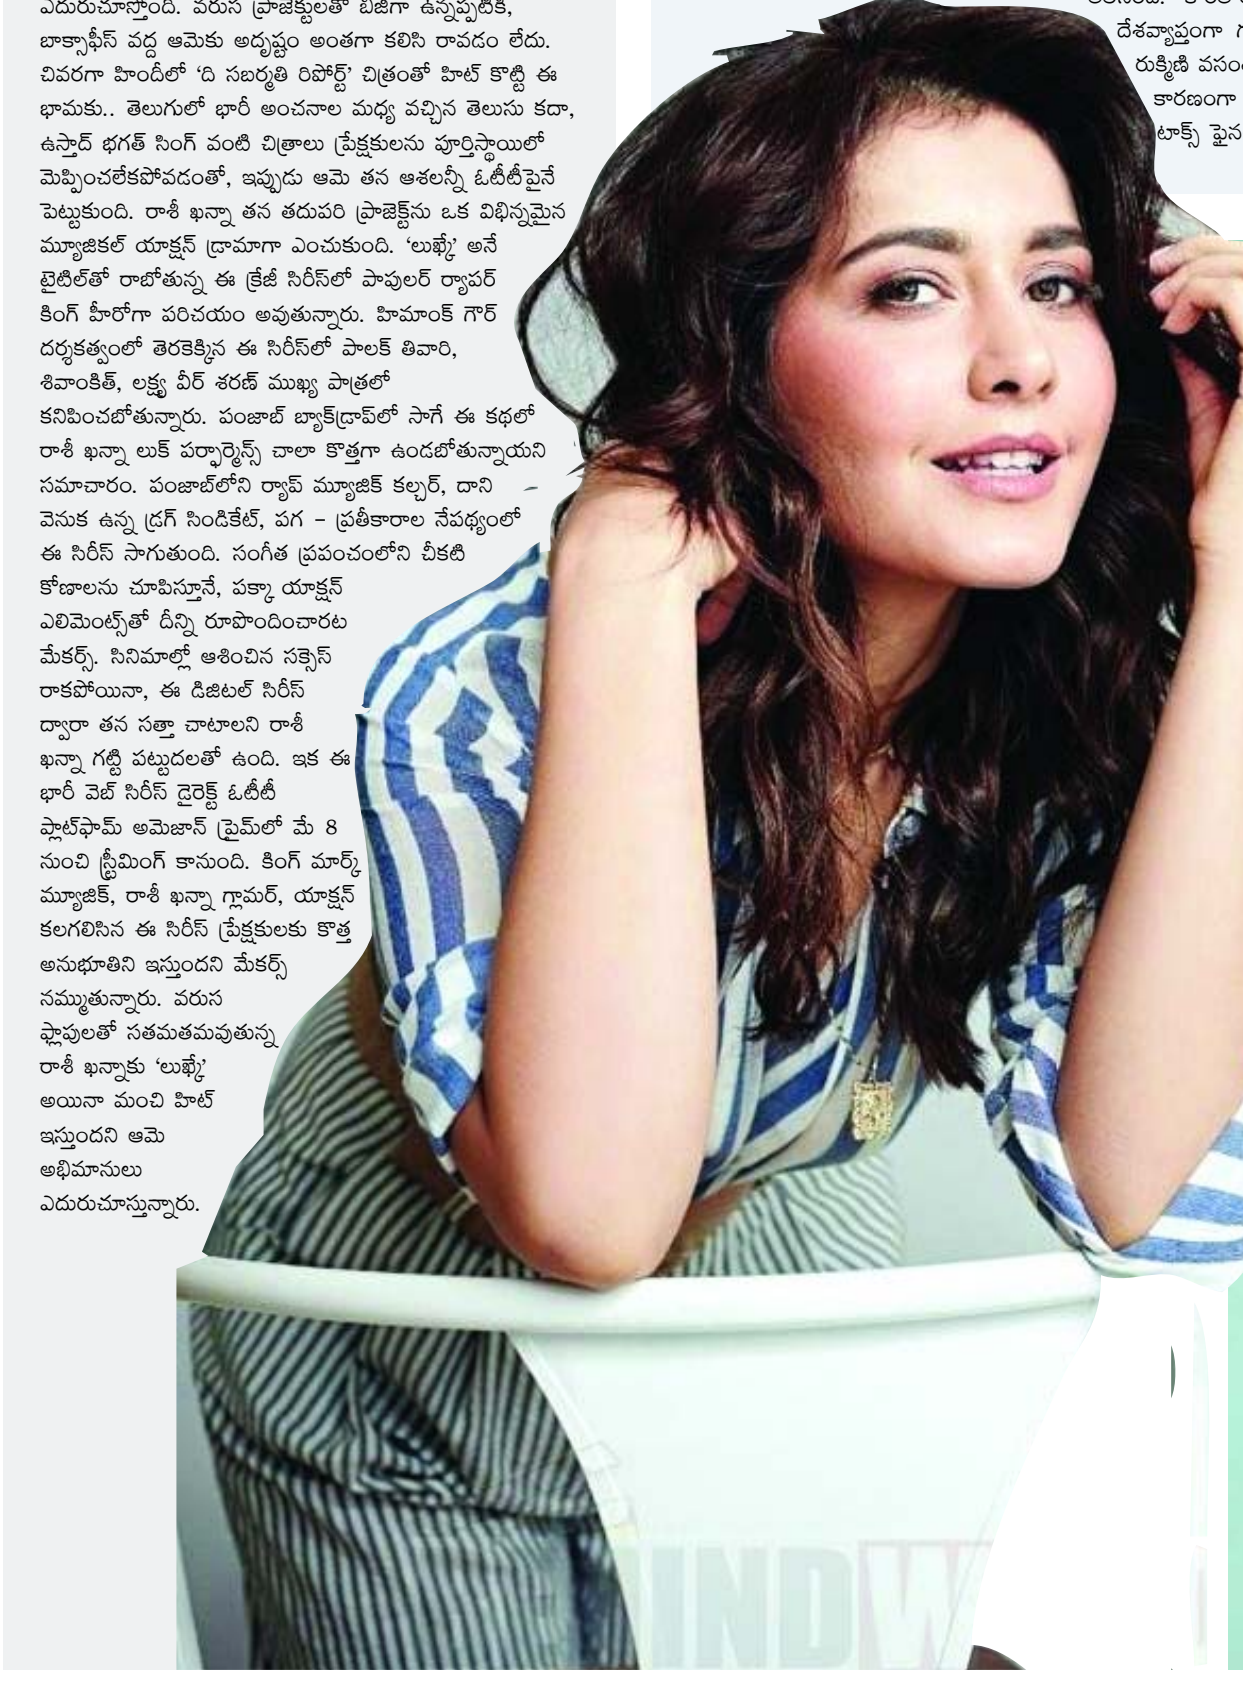 ఎదురుచూస్తోంది. వరుస ప్రాజెక్టులతో బిజీగా ఉన్నప్పటికీ,
బాక్సాఫీస్ వద్ద ఆమెకు అదృష్టం అంతగా కలిసి రావడం లేదు.
చివరగా హిందీలో ‘ది సబర్మతి రిపోర్ట్’ చిత్రంతో హిట్ కొట్టి ఈ
భామకు.. తెలుగులో భారీ అంచనాల మధ్య వచ్చిన తెలుసు కదా,
ఉస్తాద్ భగత్ సింగ్ వంటి చిత్రాలు ప్రేక్షకులను పూర్తిస్థాయిలో
మెప్పించలేకపోవడంతో, ఇప్పుడు ఆమె తన ఆశలన్నీ ఓటీటీపైనే
పెట్టుకుంది. రాశీ ఖన్నా తన తదుపరి ప్రాజెక్ట్‌ను ఒక విభిన్నమైన
మ్యూజికల్ యాక్షన్ డ్రామాగా ఎంచుకుంది. ‘లుఖ్కే’ అనే
టైటిల్‌తో రాబోతున్న ఈ క్రేజీ సిరీస్‌లో పాపులర్ ర్యాపర్
కింగ్ హీరోగా పరిచయం అవుతున్నారు. హిమాంక్ గౌర్
దర్శకత్వంలో తెరకెక్కిన ఈ సిరీస్‌లో పాలక్ తివారి,
శివాంకిత్, లక్ష్య వీర్ శరణ్ ముఖ్య పాత్రలో
కనిపించబోతున్నారు. పంజాబ్ బ్యాక్‌డ్రాప్‌లో సాగే ఈ కథలో
రాశీ ఖన్నా లుక్ పర్ఫార్మెన్స్ చాలా కొత్తగా ఉండబోతున్నాయని
సమాచారం. పంజాబ్‌లోని ర్యాప్ మ్యూజిక్ కల్చర్, దాని
వెనుక ఉన్న డ్రగ్ సిండికేట్, పగ – ప్రతీకారాల నేపథ్యంలో
ఈ సిరీస్ సాగుతుంది. సంగీత ప్రపంచంలోని చీకటి
కోణాలను చూపిస్తూనే, పక్కా యాక్షన్
ఎలిమెంట్స్‌తో దీన్ని రూపొందించారట
మేకర్స్. సినిమాల్లో ఆశించిన సక్సెస్
రాకపోయినా, ఈ డిజిటల్ సిరీస్
ద్వారా తన సత్తా చాటాలని రాశీ
ఖన్నా గట్టి పట్టుదలతో ఉంది. ఇక ఈ
భారీ వెబ్ సిరీస్ డైరెక్ట్ ఓటీటీ
ప్లాట్‌ఫామ్ అమెజాన్ ప్రైమ్‌లో మే 8
నుంచి స్ట్రీమింగ్ కానుంది. కింగ్ మార్క్
మ్యూజిక్, రాశీ ఖన్నా గ్లామర్, యాక్షన్
కలగలిసిన ఈ సిరీస్ ప్రేక్షకులకు కొత్త
అనుభూతిని ఇస్తుందని మేకర్స్
నమ్ముతున్నారు. వరుస
ఫ్లాపులతో సతమతమవుతున్న
రాశీ ఖన్నాకు ‘లుఖ్కే’
అయినా మంచి హిట్
ఇస్తుందని ఆమె
అభిమానులు
ఎదురుచూస్తున్నారు.
దేశవ్యాప్తంగా
రుక్మిణి
కారణంగా
టాక్స్